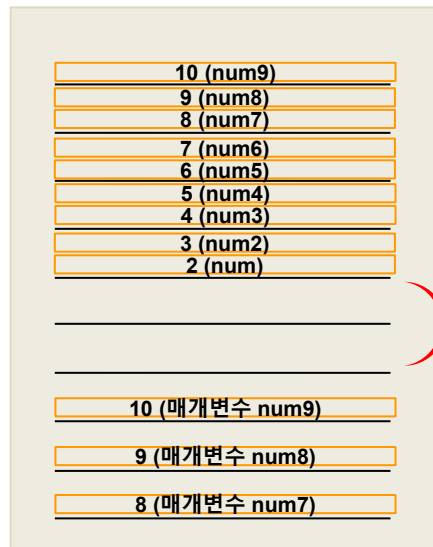 10 (num9)
9 (num8)
8 (num7)
7 (num6)
6 (num5)
5 (num4)
4 (num3)
3 (num2)
2 (num)
10 (매개변수 num9)
9 (매개변수 num8)
8 (매개변수 num7)